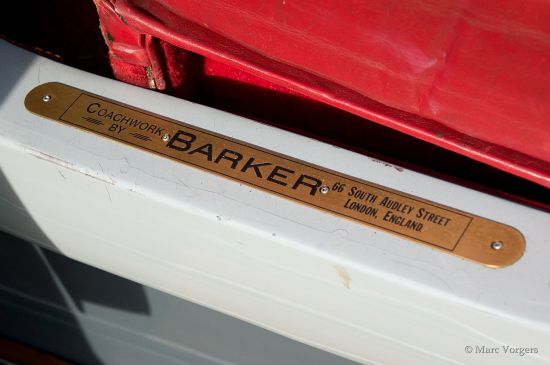 COACHWORK
BY
BARKER
66 SOUTH AUDLEY STREET
LONDON, ENGLAND.
© Marc Vorgers